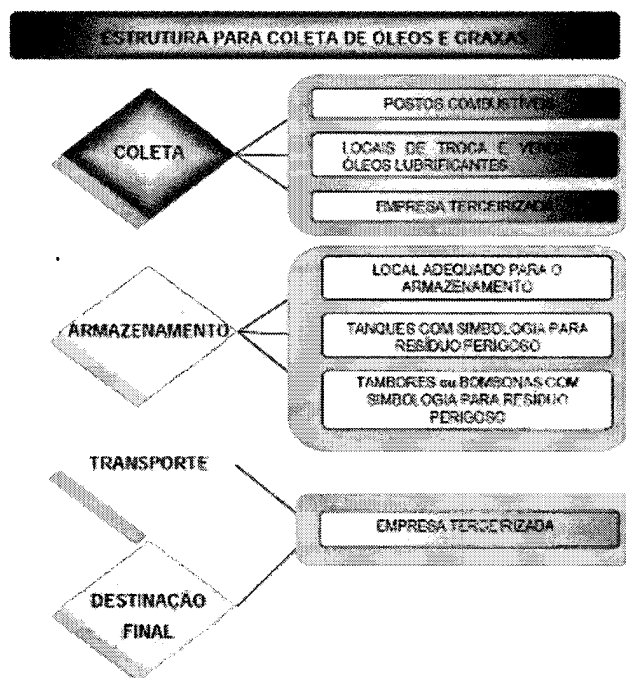 ESTRUTURA PARA COLETA DE ÓLEOS E GRAXAS
COLETA
POSTOS COMBUSTÍVEIS
LOCAIS DE TROCA E VENDA
ÓLEOS LUBRIFICANTES
EMPRESA TERCEIRIZADA
ARMAZENAMENTO
LOCAL ADEQUADO PARA O
ARMAZENAMENTO
TANQUES COM SIMBOLOGIA PARA
RESÍDUO PERIGOSO
TAMBORES ou BOMBONAS COM
SIMBOLOGIA PARA RESIDUO
PERIGOSO
TRANSPORTE
EMPRESA TERCEIRIZADA
DESTINAÇÃO
FINAL